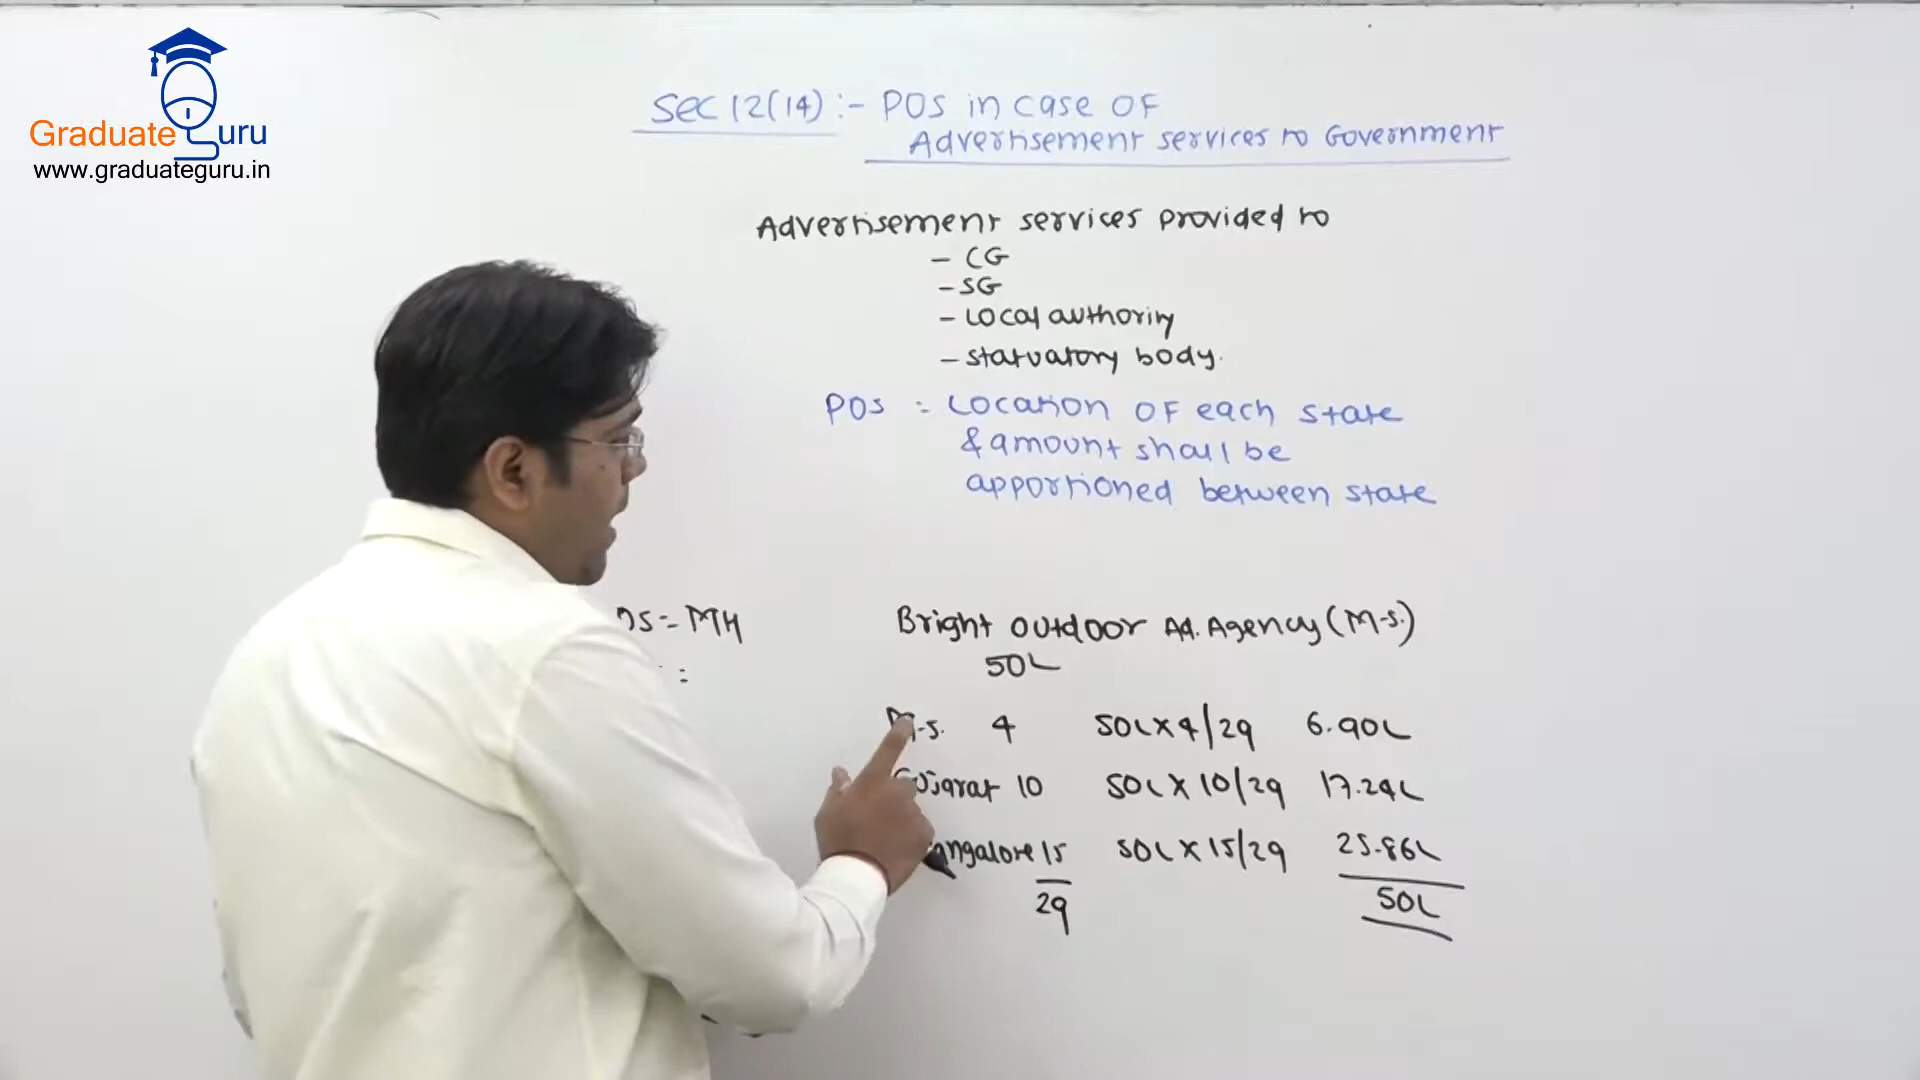 Graduate Guru
www.graduateguru.in
Sec 12(14) :- POS in case of
Advertisement services to Government
Advertisement services provided to
- CG
- SG
- Local authority
- Statuatory body.
POS : Location of each state
& amount shall be
apportioned between state
= MH
:
Bright outdoor Ad. Agency (M-S.)
50L
M-S. 4 50L x 4/29 6.90L
Gujarat 10 50L x 10/29 17.24L
angalore 15 50L x 15/29 25.86L
29 50L